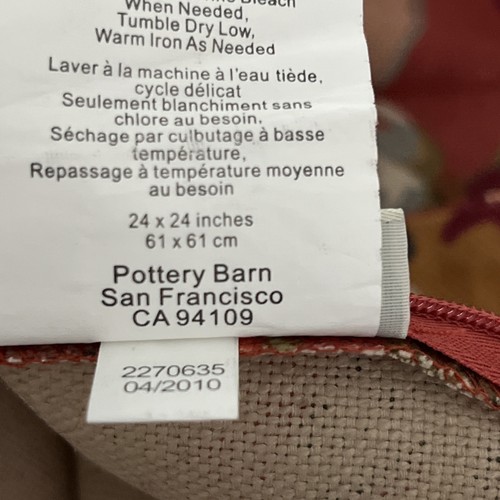 Bleach
When Needed,
Tumble Dry Low,
Warm Iron As Needed
Laver à la machine à l'eau tiède,
cycle délicat
Seulement blanchiment sans
chlore au besoin.
Séchage par culbutage à basse
température,
Repassage à température moyenne
au besoin
24 x 24 inches
61 x 61 cm
Pottery Barn
San Francisco
CA 94109
2270635
04/2010